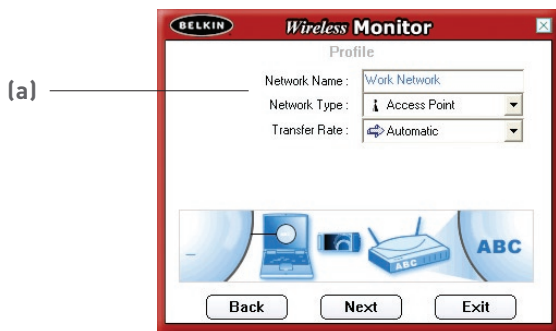 BELKIN Wireless Monitor
Profile
(a)
Network Name : Work Network
Network Type : Access Point
Transfer Rate : Automatic
ABC
ABC
Back Next Exit